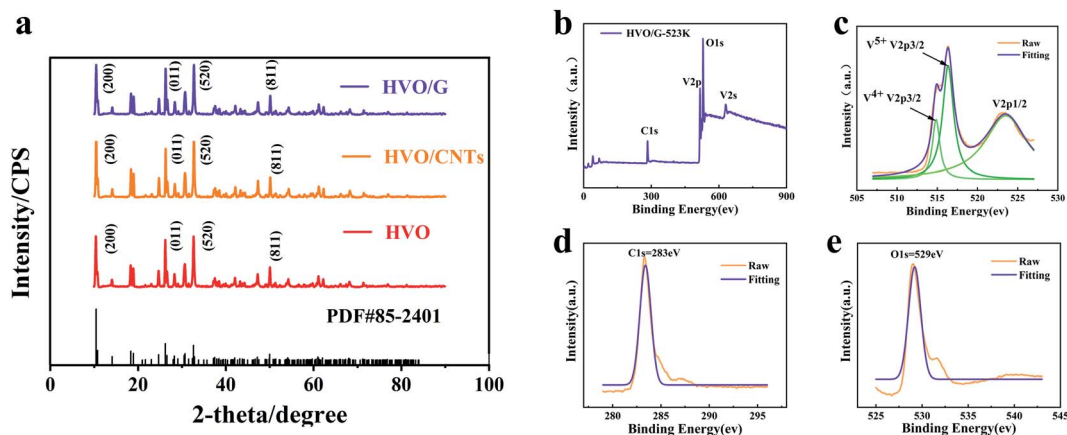 a
Intensity/CPS
(200)
(011)
(520)
(811)
HVO/G
(200)
(011)
(520)
(811)
HVO/CNTs
(200)
(011)
(520)
(811)
HVO
PDF#85-2401
0 20 40 60 80 100
2-theta/degree
b
Intensity (a.u.)
HVO/G-523K
O1s
V2p
V2s
C1s
0 300 600 900
Binding Energy(ev)
c
Intensity (a.u.)
V5+ V2p3/2
V4+ V2p3/2
V2p1/2
Raw
Fitting
505 510 515 520 525 530
Binding Energy(ev)
d
Intensity(a.u.)
C1s=283eV
Raw
Fitting
280 285 290 295
Binding Energy(ev)
e
Intensity(a.u.)
O1s=529eV
Raw
Fitting
525 530 535 540 545
Binding Energy(ev)